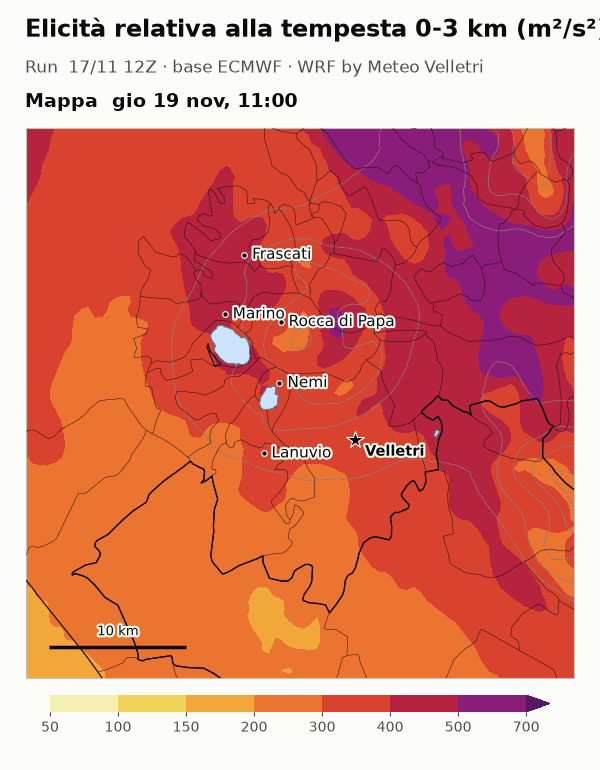 Elicità relativa alla tempesta 0-3 km (m²/s²)
Run 17/11 12Z · base ECMWF · WRF by Meteo Velletri
Mappa gio 19 nov, 11:00
Frascati
Marino
Rocca di Papa
Nemi
Velletri
Lanuvio
10 km
50 100 150 200 300 400 500 700